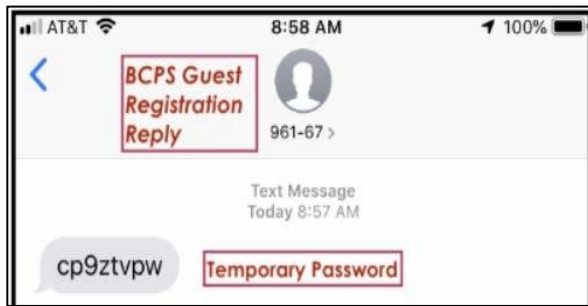 AT&T 8:58 AM 100%
BCPS Guest
Registration
Reply
961-67 >
Text Message
Today 8:57 AM
cp9ztvpw
Temporary Password